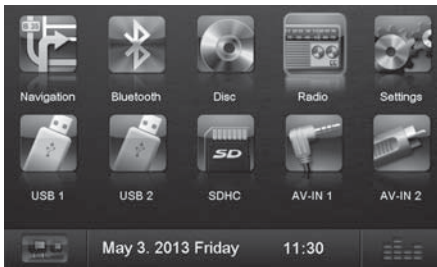 Navigation Bluetooth Disc Radio Settings
SD
USB 1 USB 2 SDHC AV-IN 1 AV-IN 2
May 3. 2013 Friday 11:30